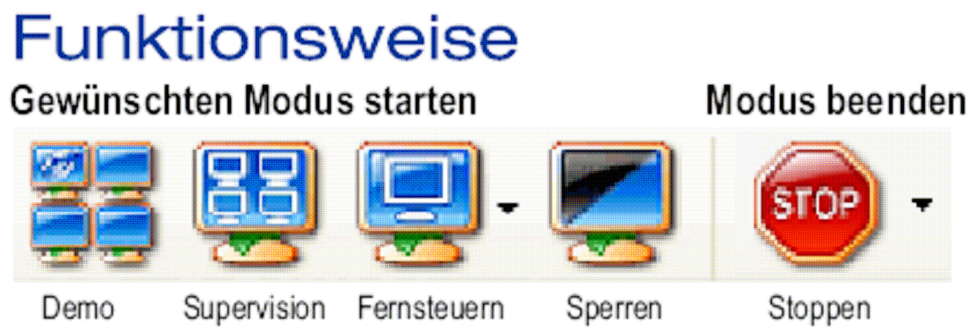 Funktionsweise
Gewünschten Modus starten Modus beenden
STOP
Demo Supervision Fernsteuern Sperren Stoppen